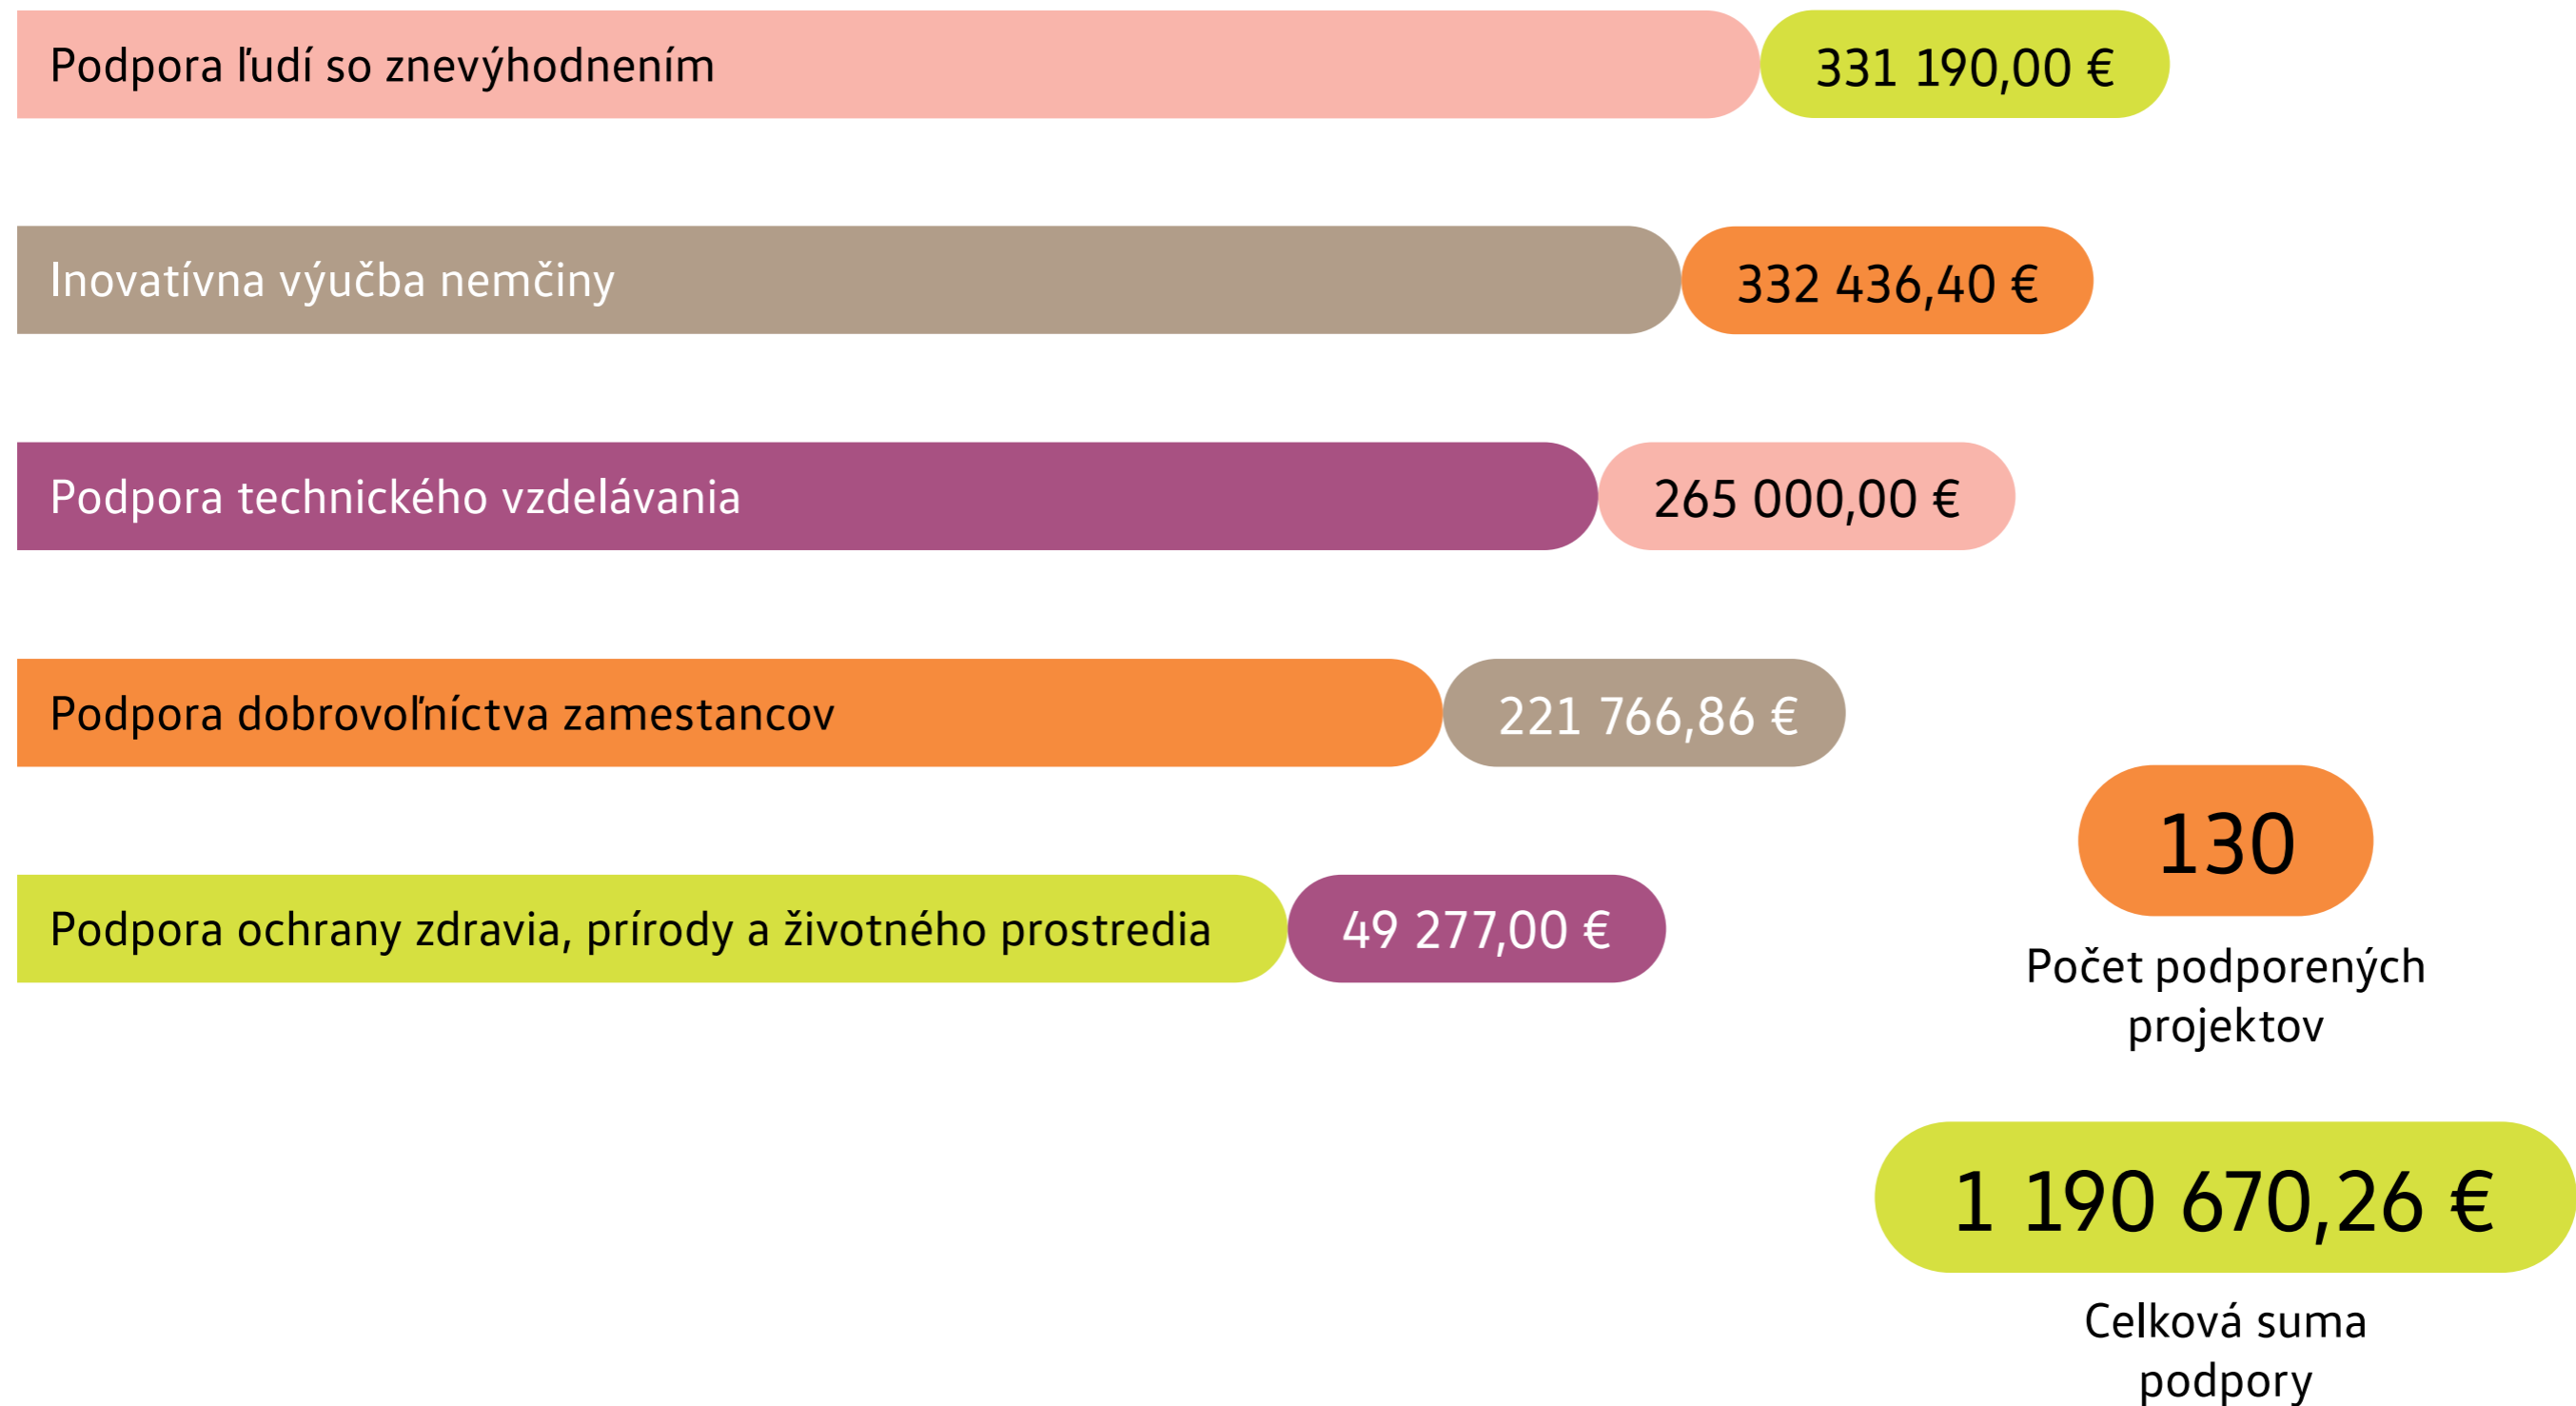 Podpora ľudí so znevýhodnením 331 190,00 €
Inovatívna výučba nemčiny 332 436,40 €
Podpora technického vzdelávania 265 000,00 €
Podpora dobrovoľníctva zamestancov 221 766,86 €
Podpora ochrany zdravia, prírody a životného prostredia 49 277,00 €
130
Počet podporených
projektov
1 190 670,26 €
Celková suma
podpory